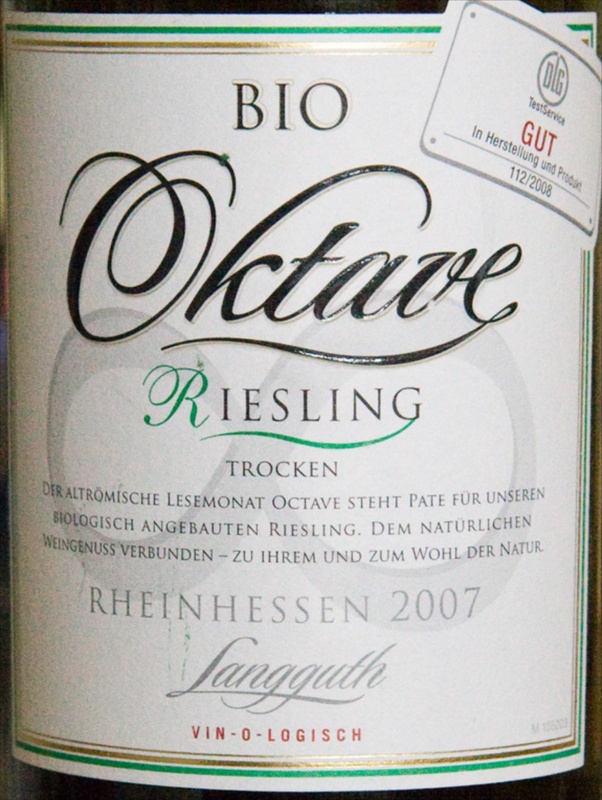 BIO
DLG
TestService
GUT
In Herstellung und Produkt
112/2008
Oktave
RIESLING
TROCKEN
DER ALTRÖMISCHE LESEMONAT OCTAVE STEHT PATE FÜR UNSEREN
BIOLOGISCH ANGEBAUTEN RIESLING. DEM NATÜRLICHEN
WEINGENUSS VERBUNDEN – ZU IHREM UND ZUM WOHL DER NATUR.
RHEINHESSEN 2007
Langguth
VIN-O-LOGISCH